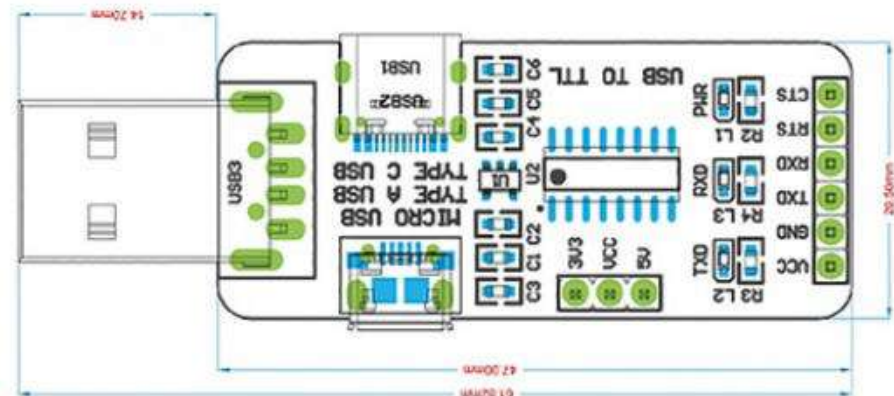 14.20mm
USB1
USB2
USB3
TYPE C USB
TYPE A USB
MICRO USB
C6
C5
C4
U1
U2
C2
C1
C3
USB TO TTL
PWR
R2 L1
RXD
R4 L3
TXD
R3 L2
CTS
RTS
RXD
TXD
GND
VCC
3V3
VCC
5V
47.00mm